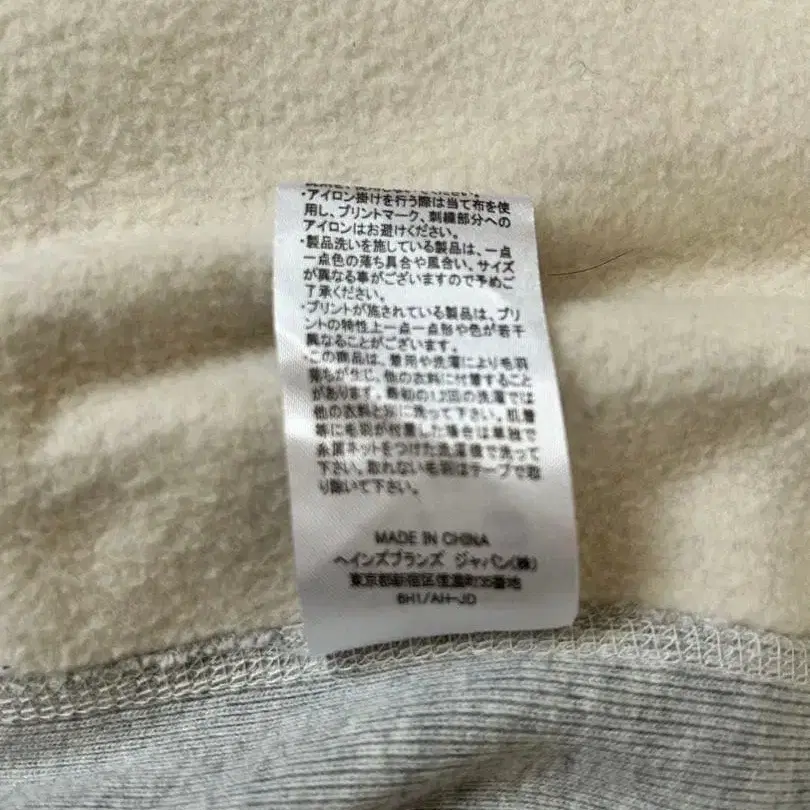 ・アイロン掛けを行う際は当て布を使
用し、プリントマーク、刺繍部分への
アイロンはお避けください。
・製品洗いを施している製品は、一点
一点色の落ち具合や風合い、サイズ
が異なる事がございますので予めご
了承ください。
・プリントが施されている製品は、プリ
ントの特性上一点一点形や色が若干
異なることがございます。
・この商品は、着用や洗濯により毛羽
落ちが生じ、他の衣料に付着すること
があります。最初の1,2回の洗濯では
他の衣料と別に洗って下さい。肌着
等に毛羽が付着した場合は単独で
糸屑ネットをつけた洗濯機で洗って
下さい。取れない毛羽はテープで取
り除いて下さい。
MADE IN CHINA
ヘインズブランズ ジャパン(株)
東京都新宿区信濃町35番地
6H1/AH-JD